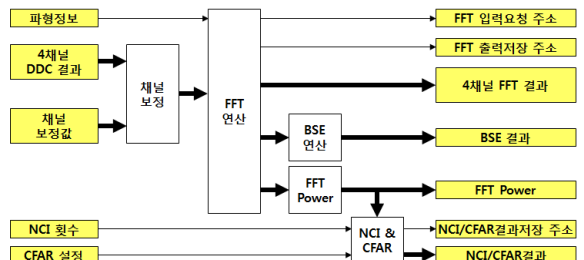 파형정보
FFT 입력요청 주소
4채널
DDC 결과
FFT 출력저장 주소
채널
보정
FFT
연산
4채널 FFT 결과
채널
보정값
BSE
연산
BSE 결과
FFT
Power
FFT Power
NCI 횟수
NCI &
CFAR
NCI/CFAR결과저장 주소
CFAR 설정
NCI/CFAR결과